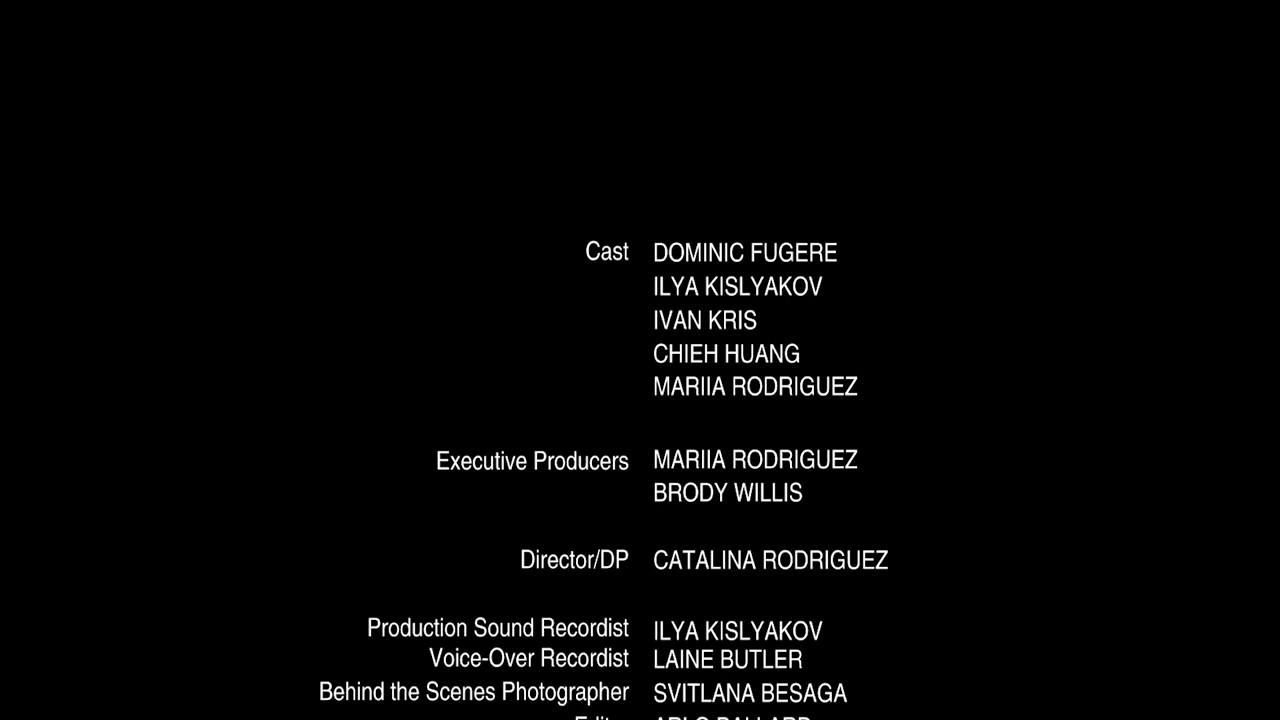 Cast DOMINIC FUGERE
ILYA KISLYAKOV
IVAN KRIS
CHIEH HUANG
MARIIA RODRIGUEZ
Executive Producers MARIIA RODRIGUEZ
BRODY WILLIS
Director/DP CATALINA RODRIGUEZ
Production Sound Recordist ILYA KISLYAKOV
Voice-Over Recordist LAINE BUTLER
Behind the Scenes Photographer SVITLANA BESAGA